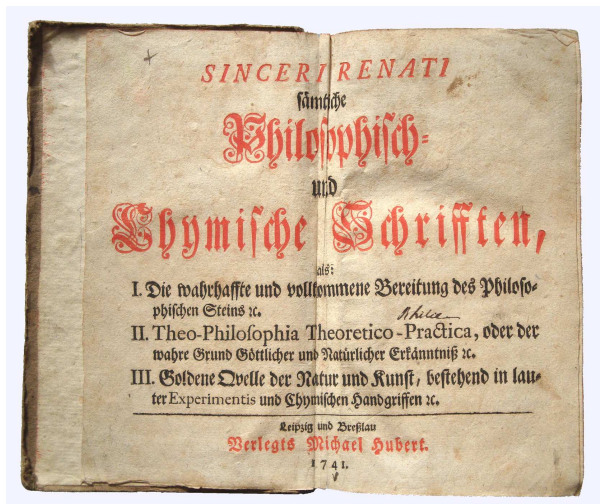 SINCERI RENATI
ſämtliche
Philoſophiſch-
und
Chymiſche Schrifften,
als:
I. Die wahrhaffte und vollkommene Bereitung des Philoſo-
phiſchen Steins ꝛc.
II. Theo-Philoſophia Theoretico-Practica, oder der
wahre Grund Göttlicher und Natürlicher Erkänntniß ꝛc.
III. Goldene Qvelle der Natur und Kunſt, beſtehend in lau-
ter Experimentis und Chymiſchen Handgriffen ꝛc.
Leipzig und Breßlau
Verlegts Michael Hubert.
1741.